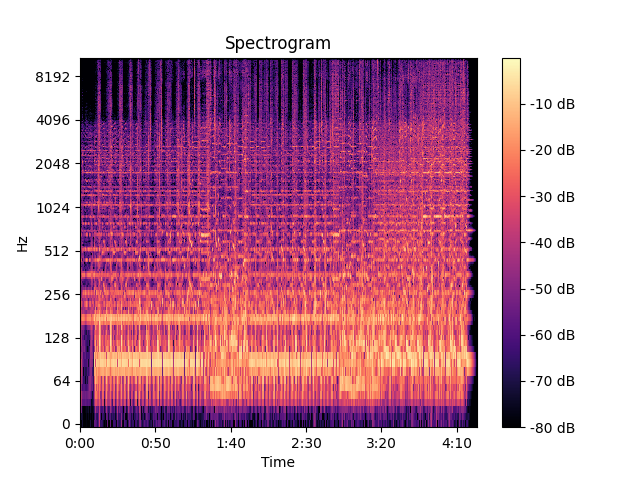 Spectrogram
8192
4096
2048
1024
512
256
128
64
0
Hz
0:00 0:50 1:40 2:30 3:20 4:10
Time
-10 dB
-20 dB
-30 dB
-40 dB
-50 dB
-60 dB
-70 dB
-80 dB